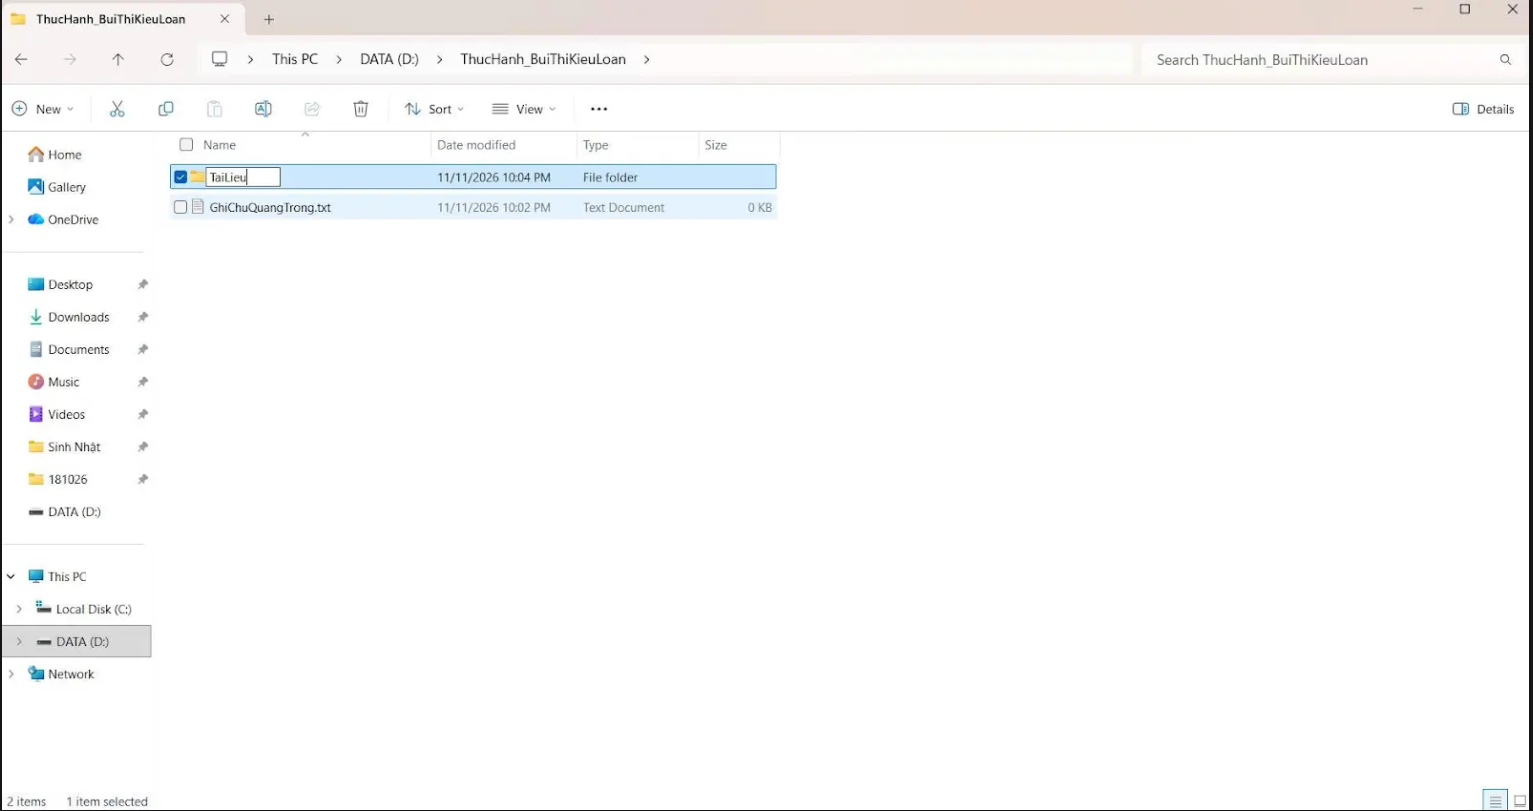 ThucHanh_BuiThiKieuLoan
This PC DATA (D:) ThucHanh_BuiThiKieuLoan Search ThucHanh_BuiThiKieuLoan
New Sort View Details
Name Date modified Type Size
TaiLieu 11/11/2026 10:04 PM File folder
GhiChuQuangTrong.txt 11/11/2026 10:02 PM Text Document 0 KB
Home
Gallery
OneDrive
Desktop
Downloads
Documents
Music
Videos
Sinh Nhật
181026
DATA (D:)
This PC
Local Disk (C:)
DATA (D:)
Network
2 items 1 item selected